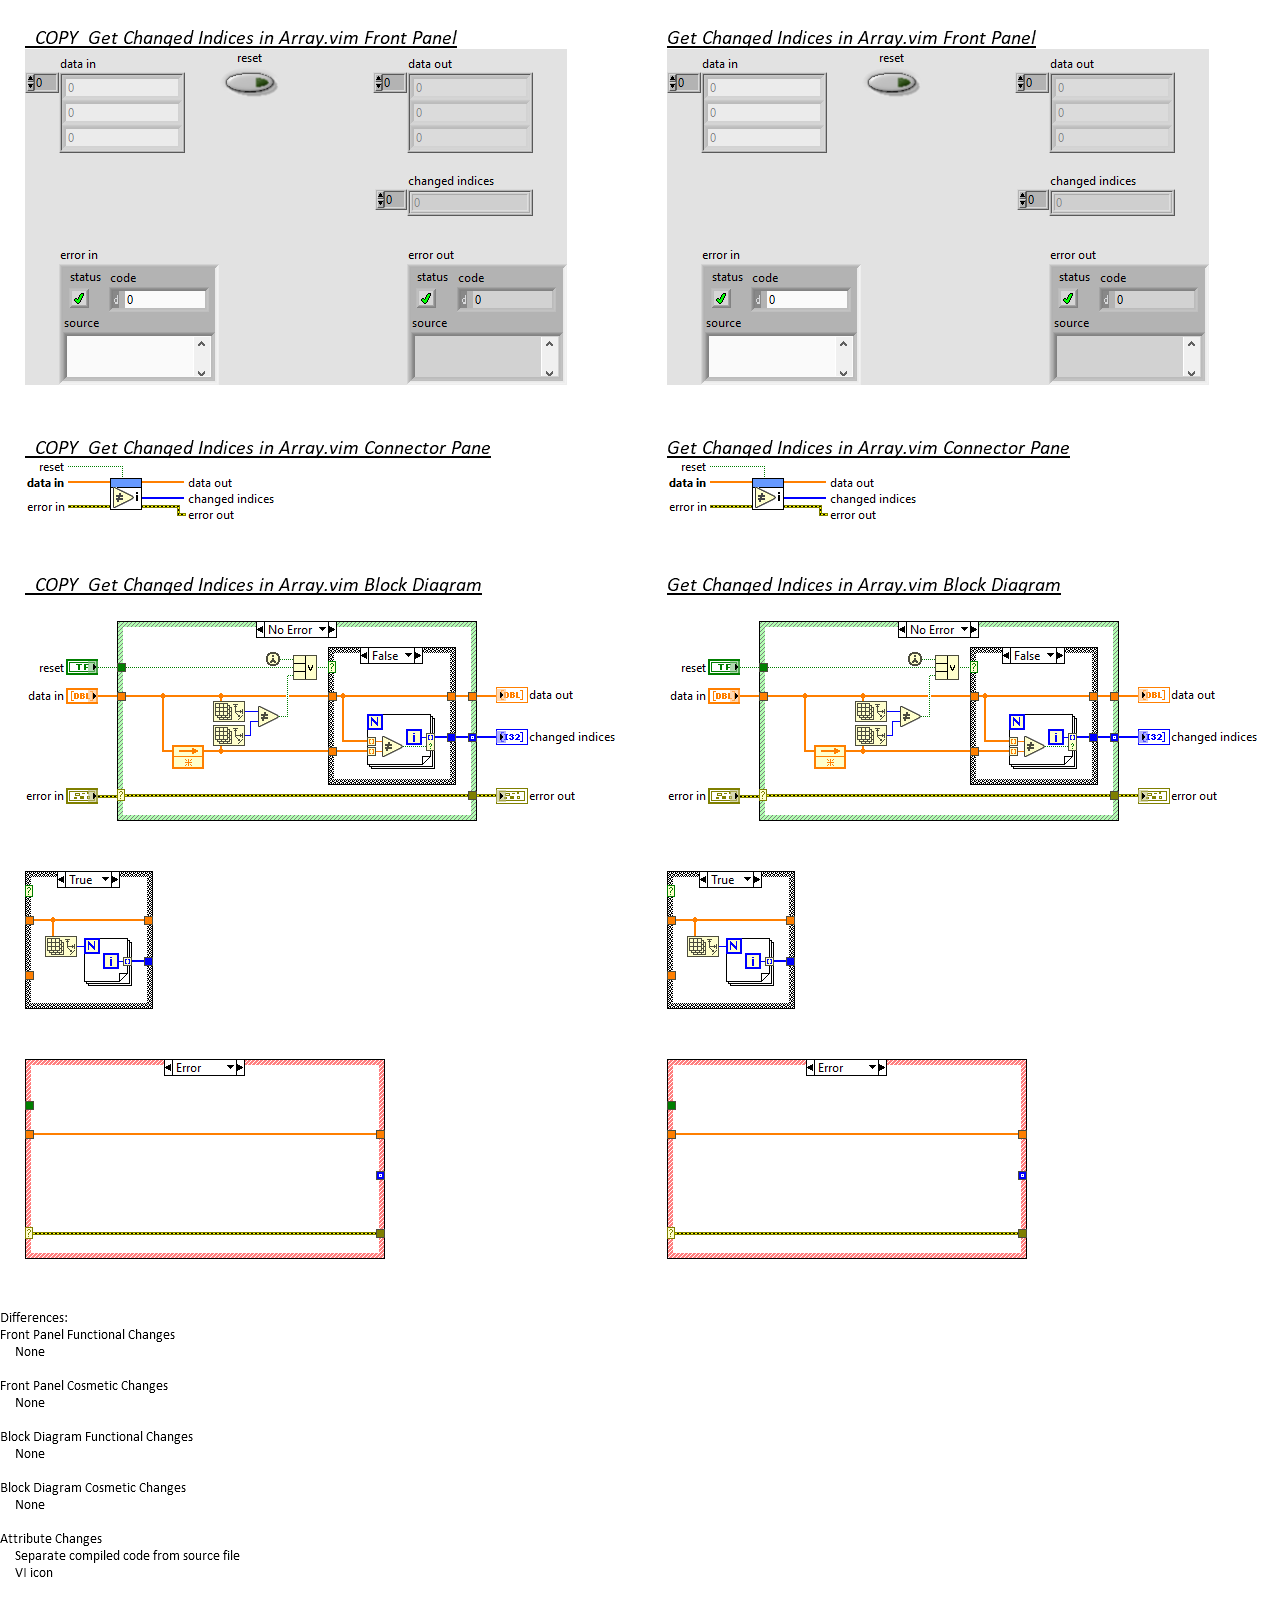 COPY  Get Changed Indices in Array.vim Front Panel
data in
reset
data out
0
0
0
0
0
0
0
0
changed indices
0
0
error in
status code
0
source
error out
status code
0
source
Get Changed Indices in Array.vim Front Panel
data in
reset
data out
0
0
0
0
0
0
0
0
changed indices
0
0
error in
status code
0
source
error out
status code
0
source
COPY  Get Changed Indices in Array.vim Connector Pane
reset
data in
error in
i
data out
changed indices
error out
Get Changed Indices in Array.vim Connector Pane
reset
data in
error in
i
data out
changed indices
error out
COPY  Get Changed Indices in Array.vim Block Diagram
No Error
reset
TF
data in
[DBL]
False
N
i
[DBL]
data out
[I32]
changed indices
error in
error out
True
N
i
Error
Get Changed Indices in Array.vim Block Diagram
No Error
reset
TF
data in
[DBL]
False
N
i
[DBL]
data out
[I32]
changed indices
error in
error out
True
N
i
Error
Differences:
Front Panel Functional Changes
None
Front Panel Cosmetic Changes
None
Block Diagram Functional Changes
None
Block Diagram Cosmetic Changes
None
Attribute Changes
Separate compiled code from source file
VI icon